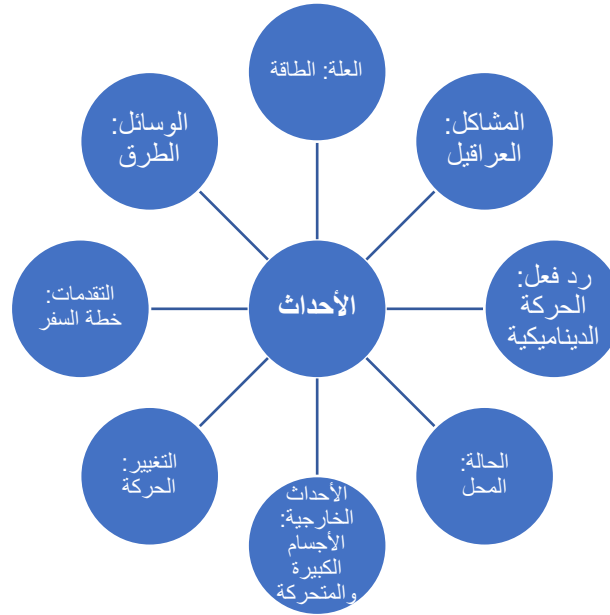 العلة: الطاقة
المشاكل:
العراقيل
رد فعل:
الحركة
الديناميكية
الحالة:
المحل
الأحداث
الخارجية:
الأجسام
الكبيرة
والمتحركة
التغيير:
الحركة
التقدمات:
خطة السفر
الوسائل:
الطرق
الأحداث